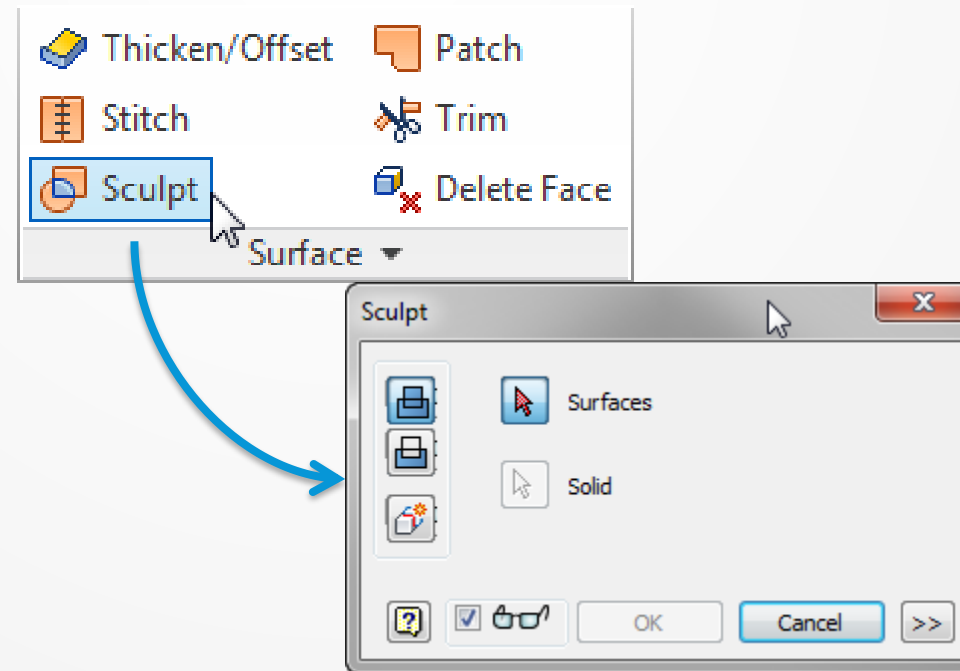 Thicken/Offset Patch
Stitch Trim
Sculpt Delete Face
Surface
Sculpt
Surfaces
Solid
OK Cancel >>